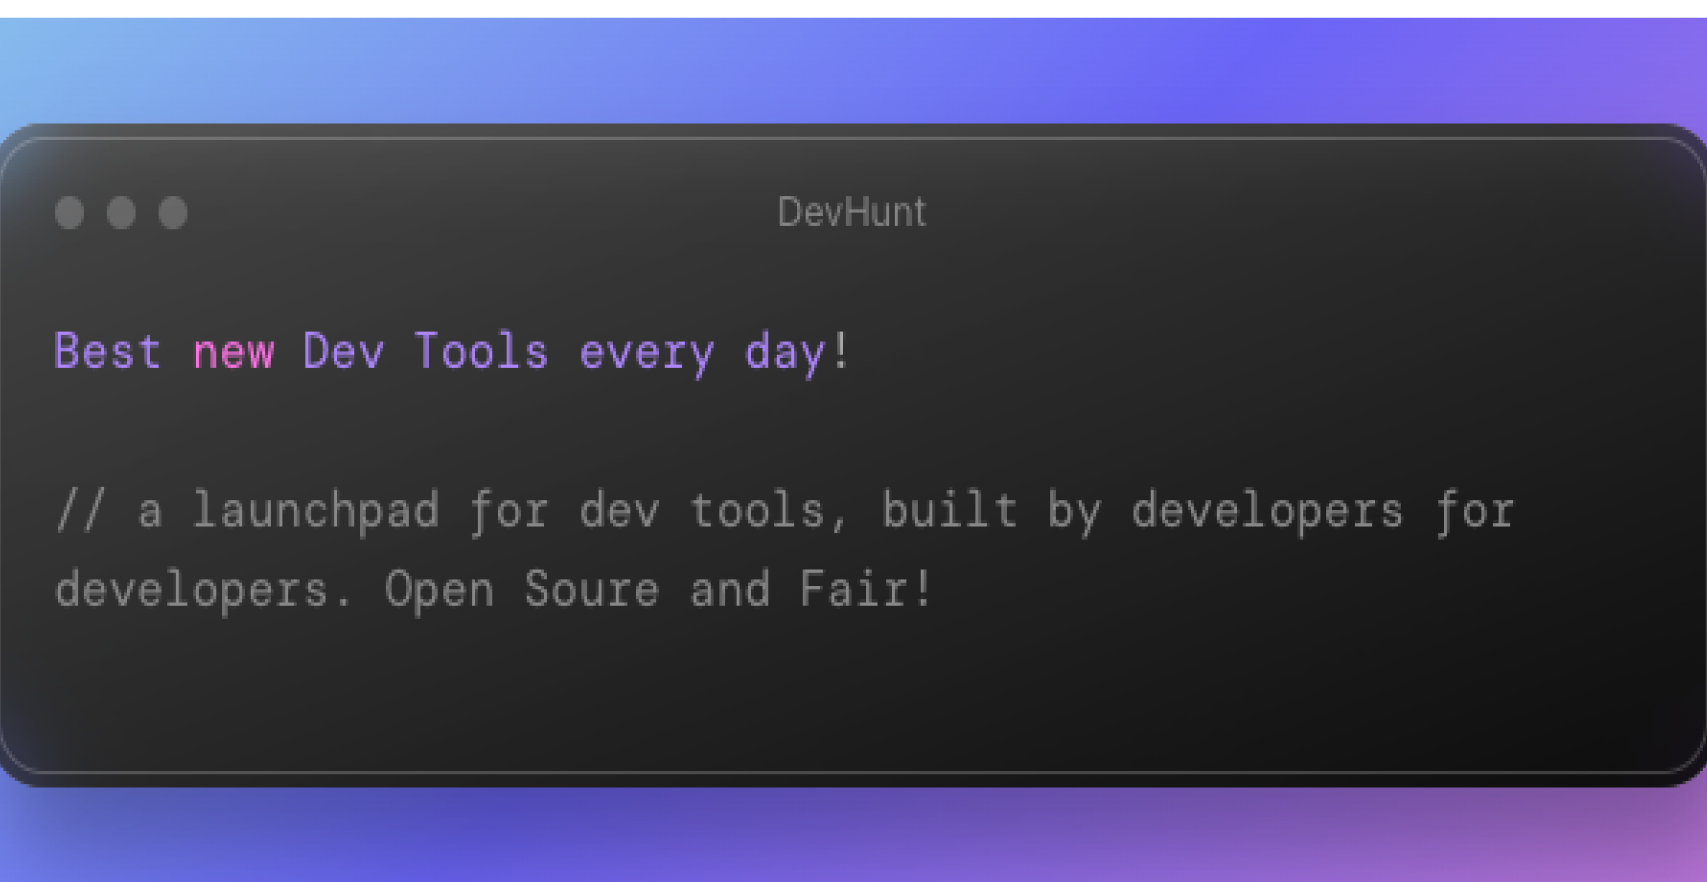 DevHunt
Best new Dev Tools every day!
// a launchpad for dev tools, built by developers for
developers. Open Soure and Fair!